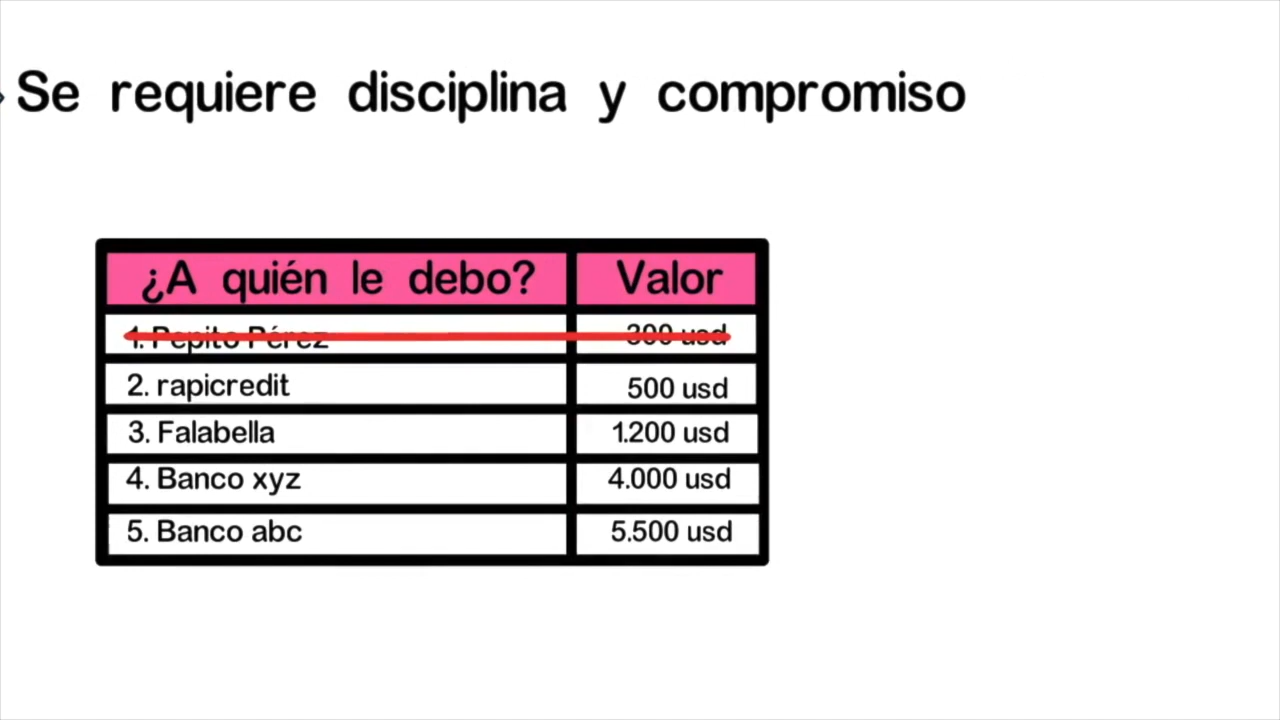 Se requiere disciplina y compromiso
¿A quién le debo? Valor
1. Pepito Pérez 300 usd
2. rapicredit 500 usd
3. Falabella 1.200 usd
4. Banco xyz 4.000 usd
5. Banco abc 5.500 usd